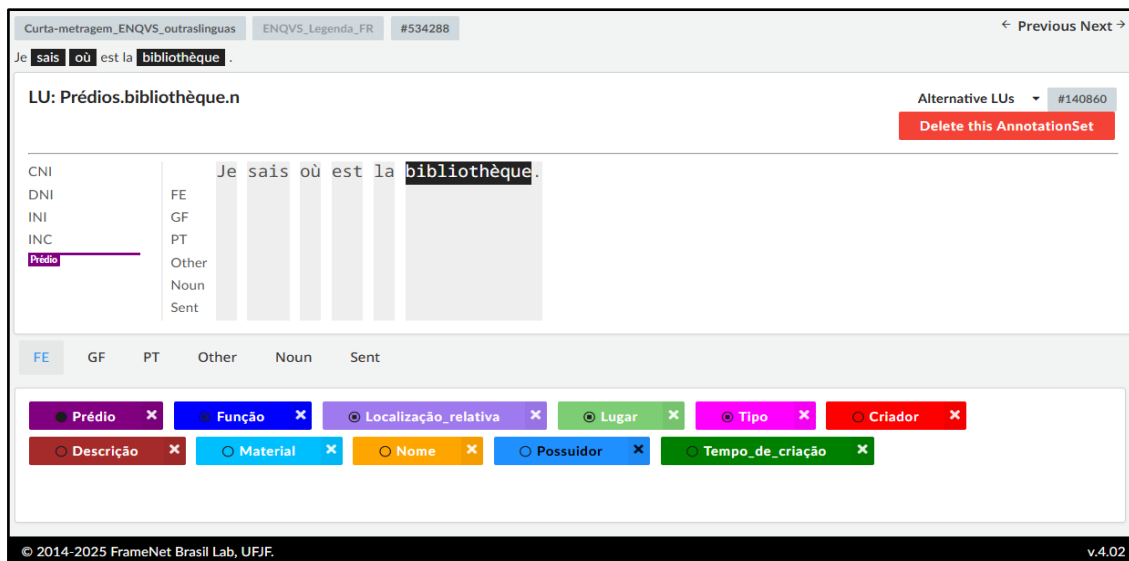 Curta-metragem_ENQVS_outraslinguas ENQVS_Legenda_FR #534288 ← Previous Next →
Je sais où est la bibliothèque .
LU: Prédios.bibliothèque.n Alternative LUs #140860
Delete this AnnotationSet
CNI Je sais où est la bibliothèque.
DNI FE
INI GF
INC PT
Prédio Other
Noun
Sent
FE GF PT Other Noun Sent
Prédio × Função × Localização_relativa × Lugar × Tipo × Criador ×
Descrição × Material × Nome × Possuidor × Tempo_de_criação ×
© 2014-2025 FrameNet Brasil Lab, UFJF. v.4.02